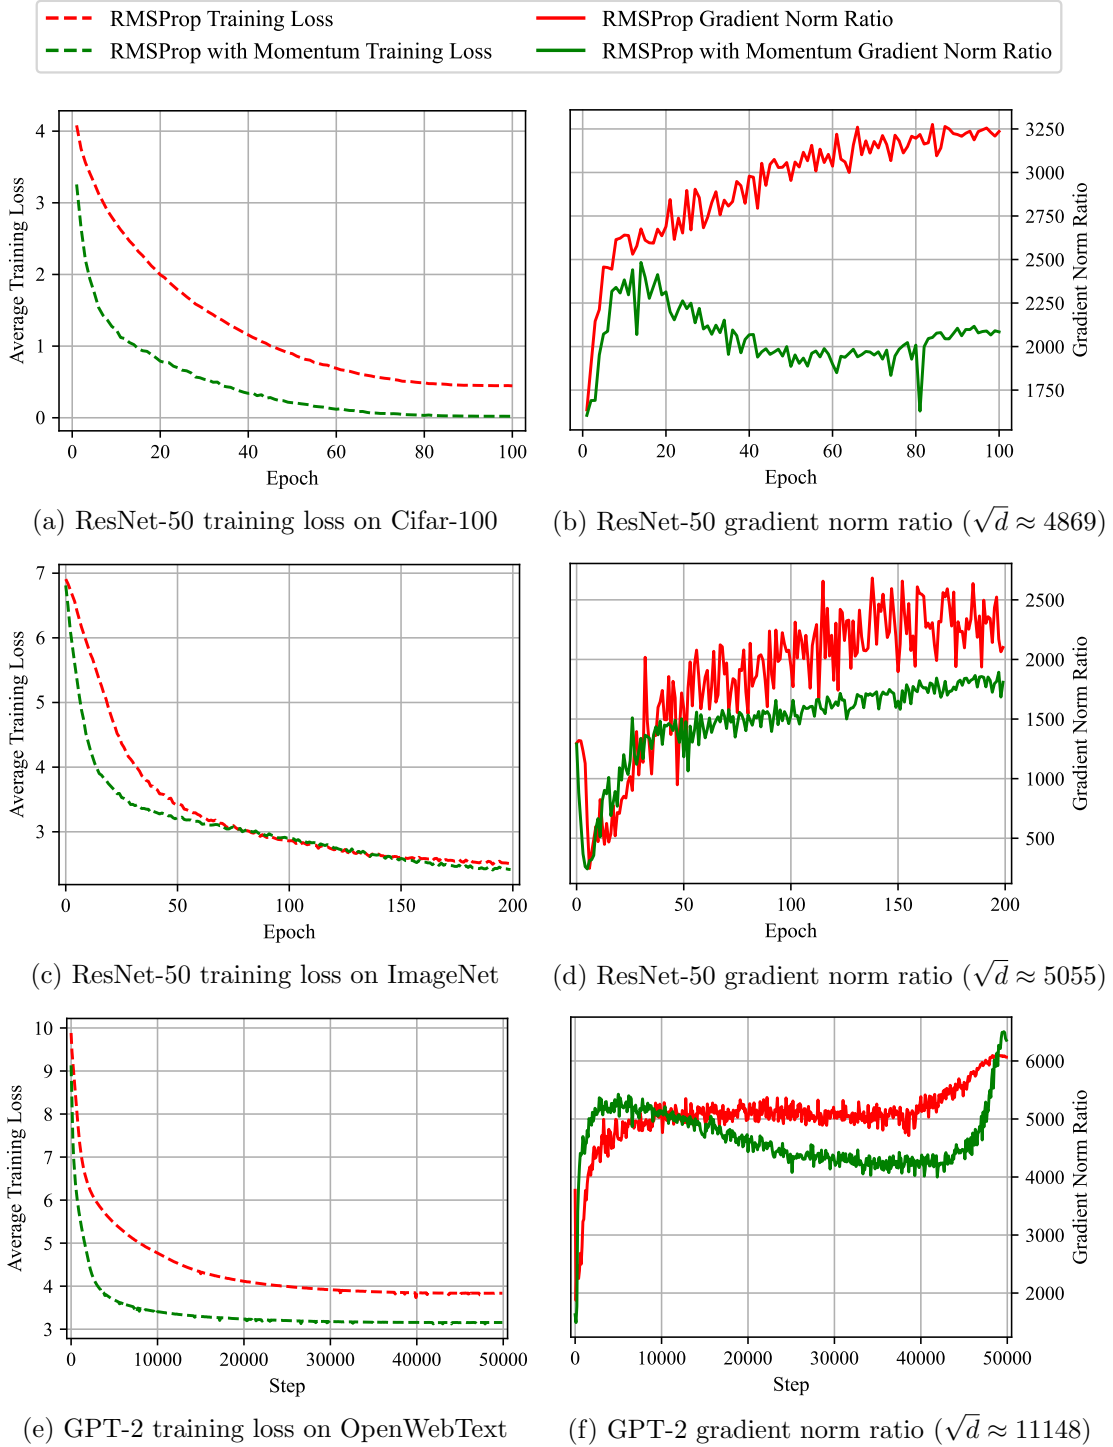 RMSProp Training Loss
RMSProp Gradient Norm Ratio
RMSProp with Momentum Training Loss
RMSProp with Momentum Gradient Norm Ratio
Average Training Loss
4
3
2
1
0
0 20 40 60 80 100
Epoch
Gradient Norm Ratio
3250
3000
2750
2500
2250
2000
1750
0 20 40 60 80 100
Epoch
(a) ResNet-50 training loss on Cifar-100
(b) ResNet-50 gradient norm ratio (√d ≈ 4869)
Average Training Loss
7
6
5
4
3
0 50 100 150 200
Epoch
Gradient Norm Ratio
2500
2000
1500
1000
500
0 50 100 150 200
Epoch
(c) ResNet-50 training loss on ImageNet
(d) ResNet-50 gradient norm ratio (√d ≈ 5055)
Average Training Loss
10
9
8
7
6
5
4
3
0 10000 20000 30000 40000 50000
Step
Gradient Norm Ratio
6000
5000
4000
3000
2000
0 10000 20000 30000 40000 50000
Step
(e) GPT-2 training loss on OpenWebText
(f) GPT-2 gradient norm ratio (√d ≈ 11148)